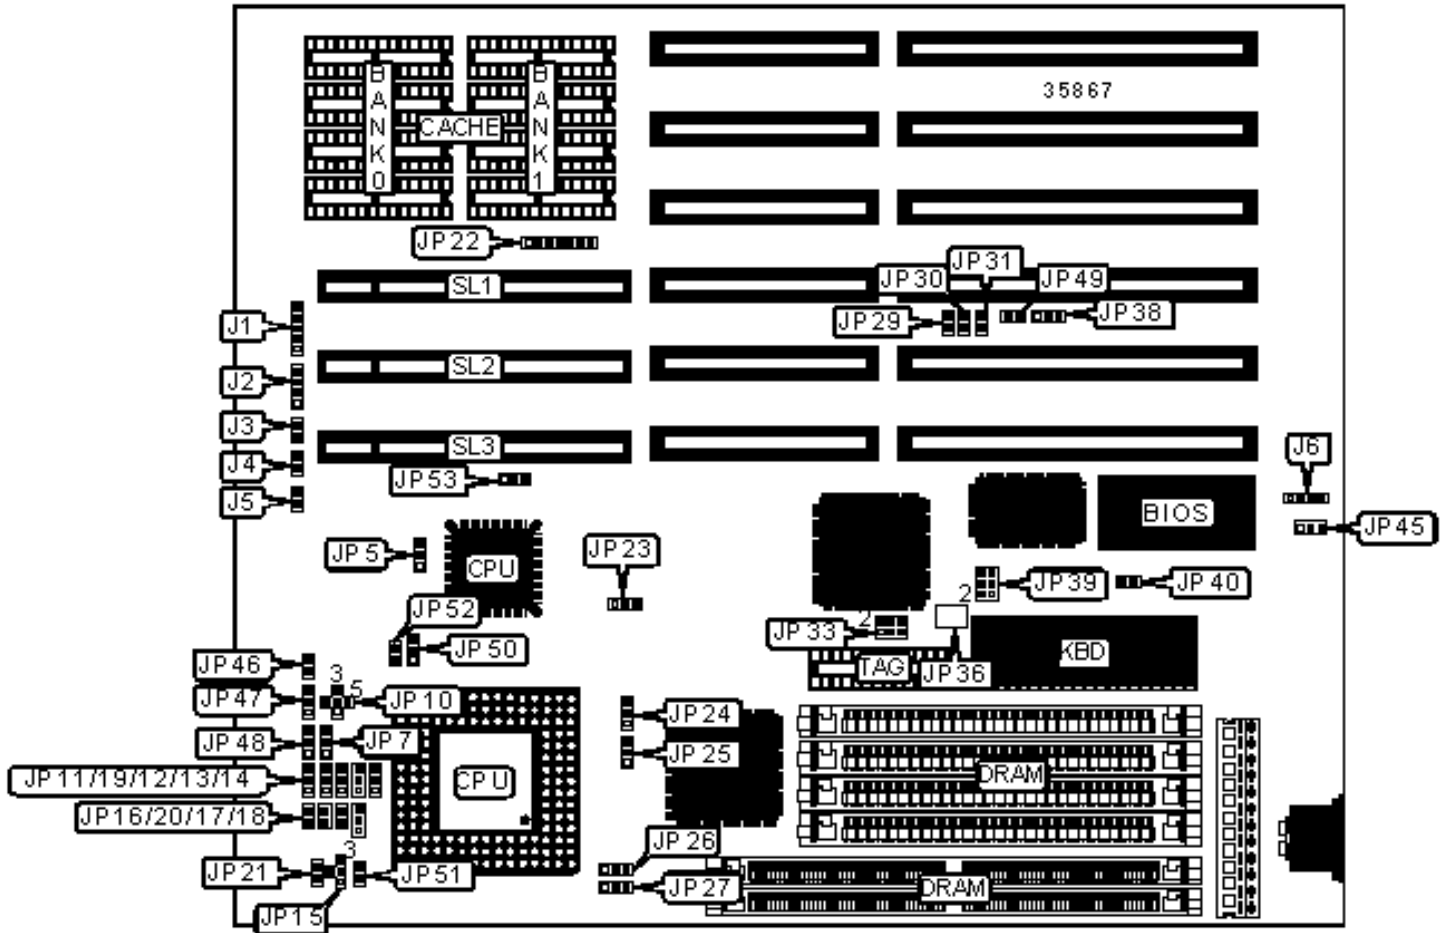 35867
BANK0
CACHE
BANK1
JP22
JP31
JP30
JP49
SL1
JP29
JP38
J1
SL2
J2
J3
SL3
J6
J4
JP53
J5
BIOS
JP45
JP5
JP23
CPU
JP39
JP40
2
JP52
2
JP33
JP50
KBD
JP46
TAG
JP36
3
5
JP47
JP10
JP24
JP48
JP7
JP25
JP11/19/12/13/14
CPU
DRAM
JP16/20/17/18
3
JP26
JP21
JP51
JP27
DRAM
JP15